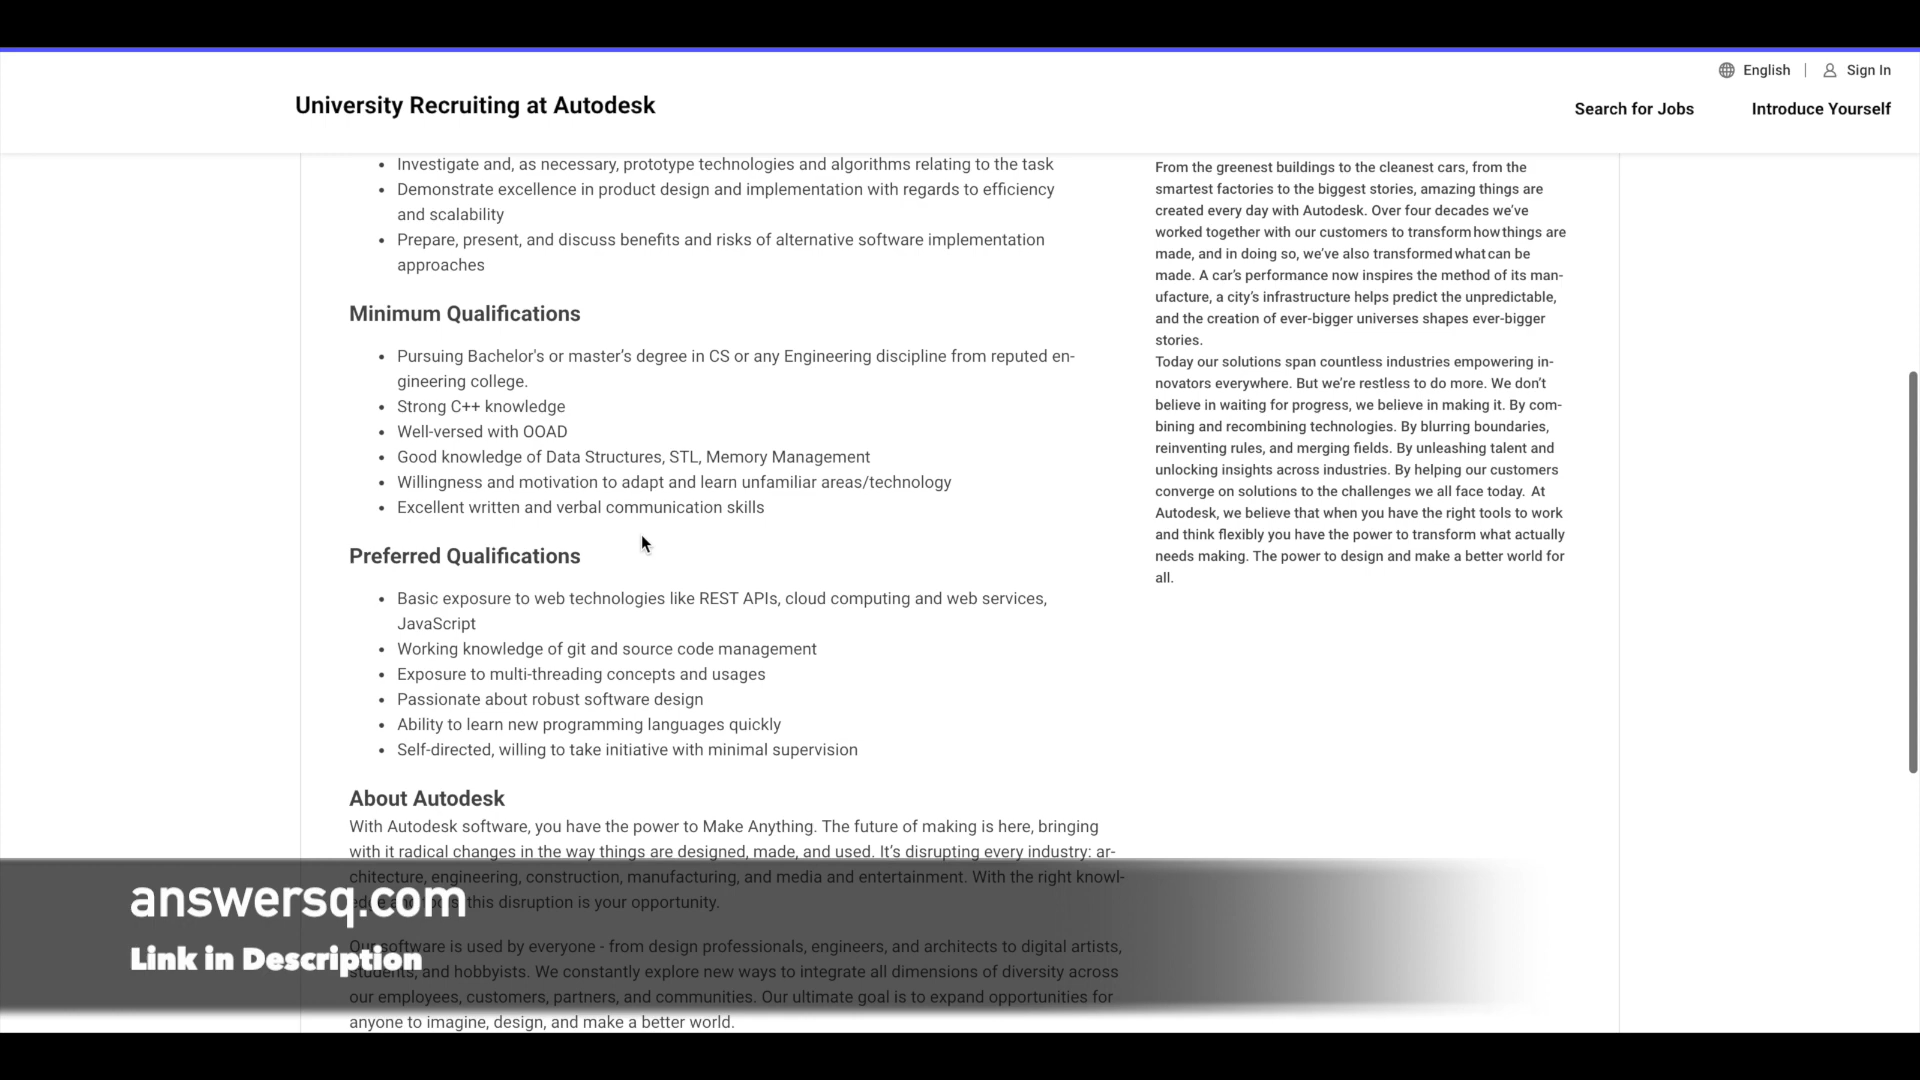 English
Sign In
University Recruiting at Autodesk
Search for Jobs
Introduce Yourself
• Investigate and, as necessary, prototype technologies and algorithms relating to the task
• Demonstrate excellence in product design and implementation with regards to efficiency
and scalability
• Prepare, present, and discuss benefits and risks of alternative software implementation
approaches
Minimum Qualifications
• Pursuing Bachelor's or master's degree in CS or any Engineering discipline from reputed en-
gineering college.
• Strong C++ knowledge
• Well-versed with OOAD
• Good knowledge of Data Structures, STL, Memory Management
• Willingness and motivation to adapt and learn unfamiliar areas/technology
• Excellent written and verbal communication skills
Preferred Qualifications
• Basic exposure to web technologies like REST APIs, cloud computing and web services,
JavaScript
• Working knowledge of git and source code management
• Exposure to multi-threading concepts and usages
• Passionate about robust software design
• Ability to learn new programming languages quickly
• Self-directed, willing to take initiative with minimal supervision
About Autodesk
With Autodesk software, you have the power to Make Anything. The future of making is here, bringing
with it radical changes in the way things are designed, made, and used. It's disrupting every industry: ar-
chitecture, engineering, construction, manufacturing, and media and entertainment. With the right knowl-
edge and tools, this disruption is your opportunity.
Our software is used by everyone - from design professionals, engineers, and architects to digital artists,
students, and hobbyists. We constantly explore new ways to integrate all dimensions of diversity across
our employees, customers, partners, and communities. Our ultimate goal is to expand opportunities for
anyone to imagine, design, and make a better world.
From the greenest buildings to the cleanest cars, from the
smartest factories to the biggest stories, amazing things are
created every day with Autodesk. Over four decades we've
worked together with our customers to transform how things are
made, and in doing so, we've also transformed what can be
made. A car's performance now inspires the method of its man-
ufacture, a city's infrastructure helps predict the unpredictable,
and the creation of ever-bigger universes shapes ever-bigger
stories.
Today our solutions span countless industries empowering in-
novators everywhere. But we're restless to do more. We don't
believe in waiting for progress, we believe in making it. By com-
bining and recombining technologies. By blurring boundaries,
reinventing rules, and merging fields. By unleashing talent and
unlocking insights across industries. By helping our customers
converge on solutions to the challenges we all face today. At
Autodesk, we believe that when you have the right tools to work
and think flexibly you have the power to transform what actually
needs making. The power to design and make a better world for
all.
answersq.com
Link in Description